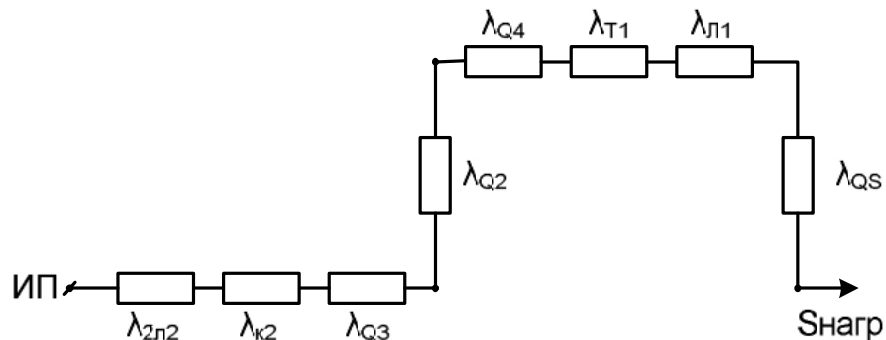 λQ4 λТ1 λЛ1
λQ2 λQS
ИП
λ2л2 λк2 λQ3
Sнагр